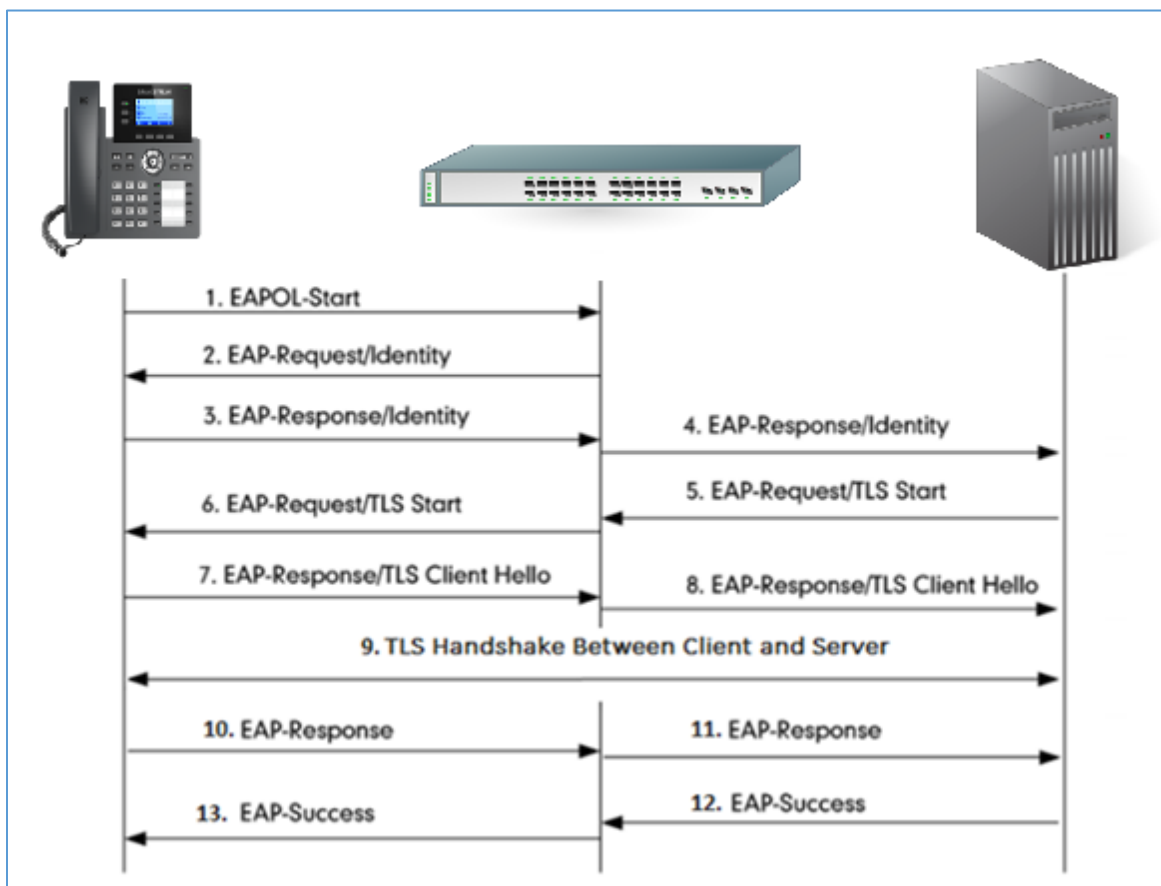 1. EAPOL-Start
2. EAP-Request/Identity
3. EAP-Response/Identity
4. EAP-Response/Identity
5. EAP-Request/TLS Start
6. EAP-Request/TLS Start
7. EAP-Response/TLS Client Hello
8. EAP-Response/TLS Client Hello
9. TLS Handshake Between Client and Server
10. EAP-Response
11. EAP-Response
12. EAP-Success
13. EAP-Success